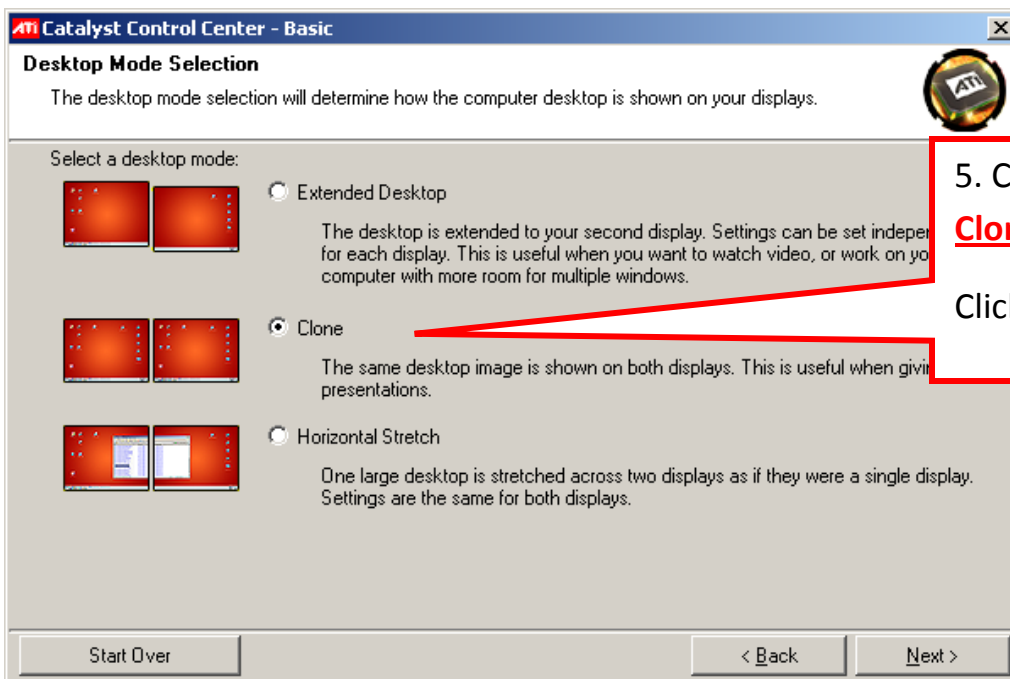 ATI Catalyst Control Center - Basic
Desktop Mode Selection
The desktop mode selection will determine how the computer desktop is shown on your displays.
ATI
Select a desktop mode:
Extended Desktop
The desktop is extended to your second display. Settings can be set
for each display. This is useful when you want to watch video, or work on
computer with more room for multiple windows.
5.
Clone
The same desktop image is shown on both displays. This is useful when
presentations.
Horizontal Stretch
One large desktop is stretched across two displays as if they were a single display.
Settings are the same for both displays.
Start Over
< Back
Next >